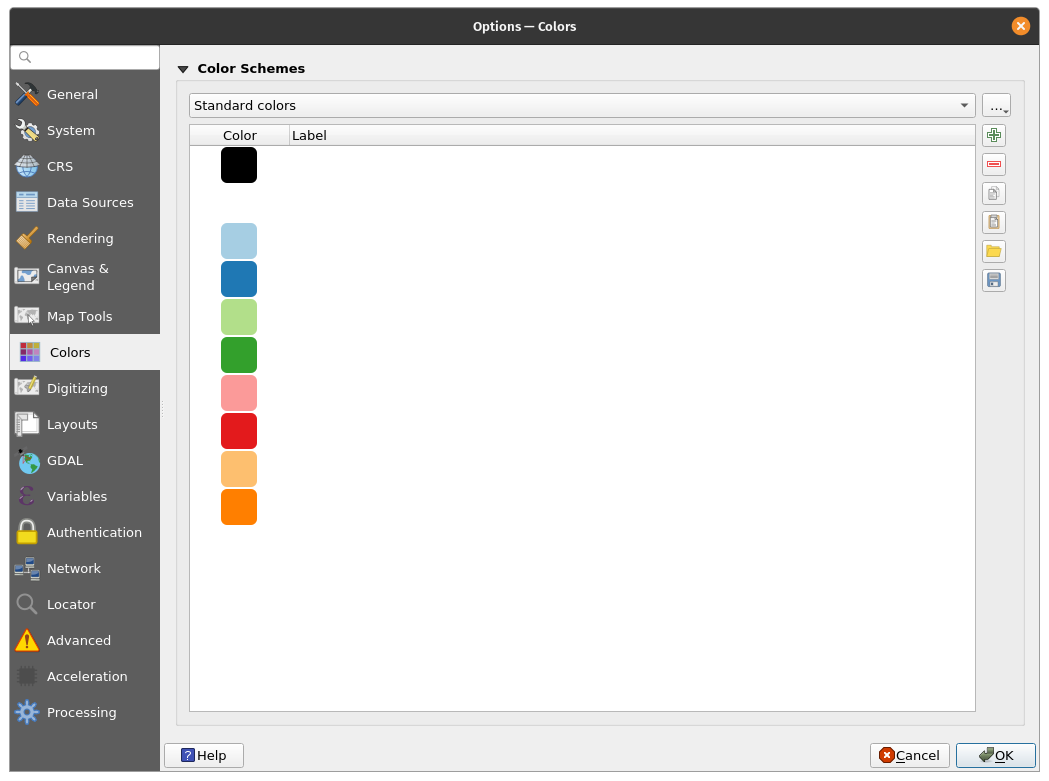 Options — Colors
General
System
CRS
Data Sources
Rendering
Canvas &
Legend
Map Tools
Colors
Digitizing
Layouts
GDAL
Variables
Authentication
Network
Locator
Advanced
Acceleration
Processing
Color Schemes
Standard colors
...
Color Label
Help
Cancel
OK